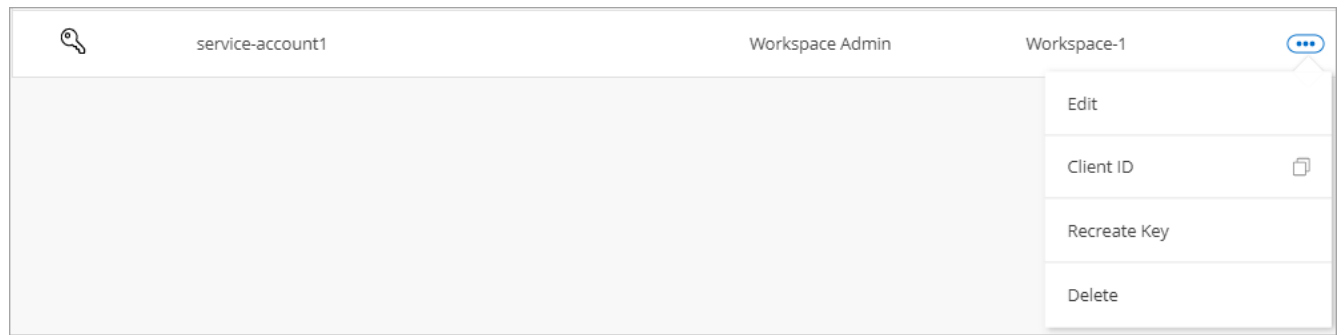 service-account1 Workspace Admin Workspace-1
Edit
Client ID
Recreate Key
Delete